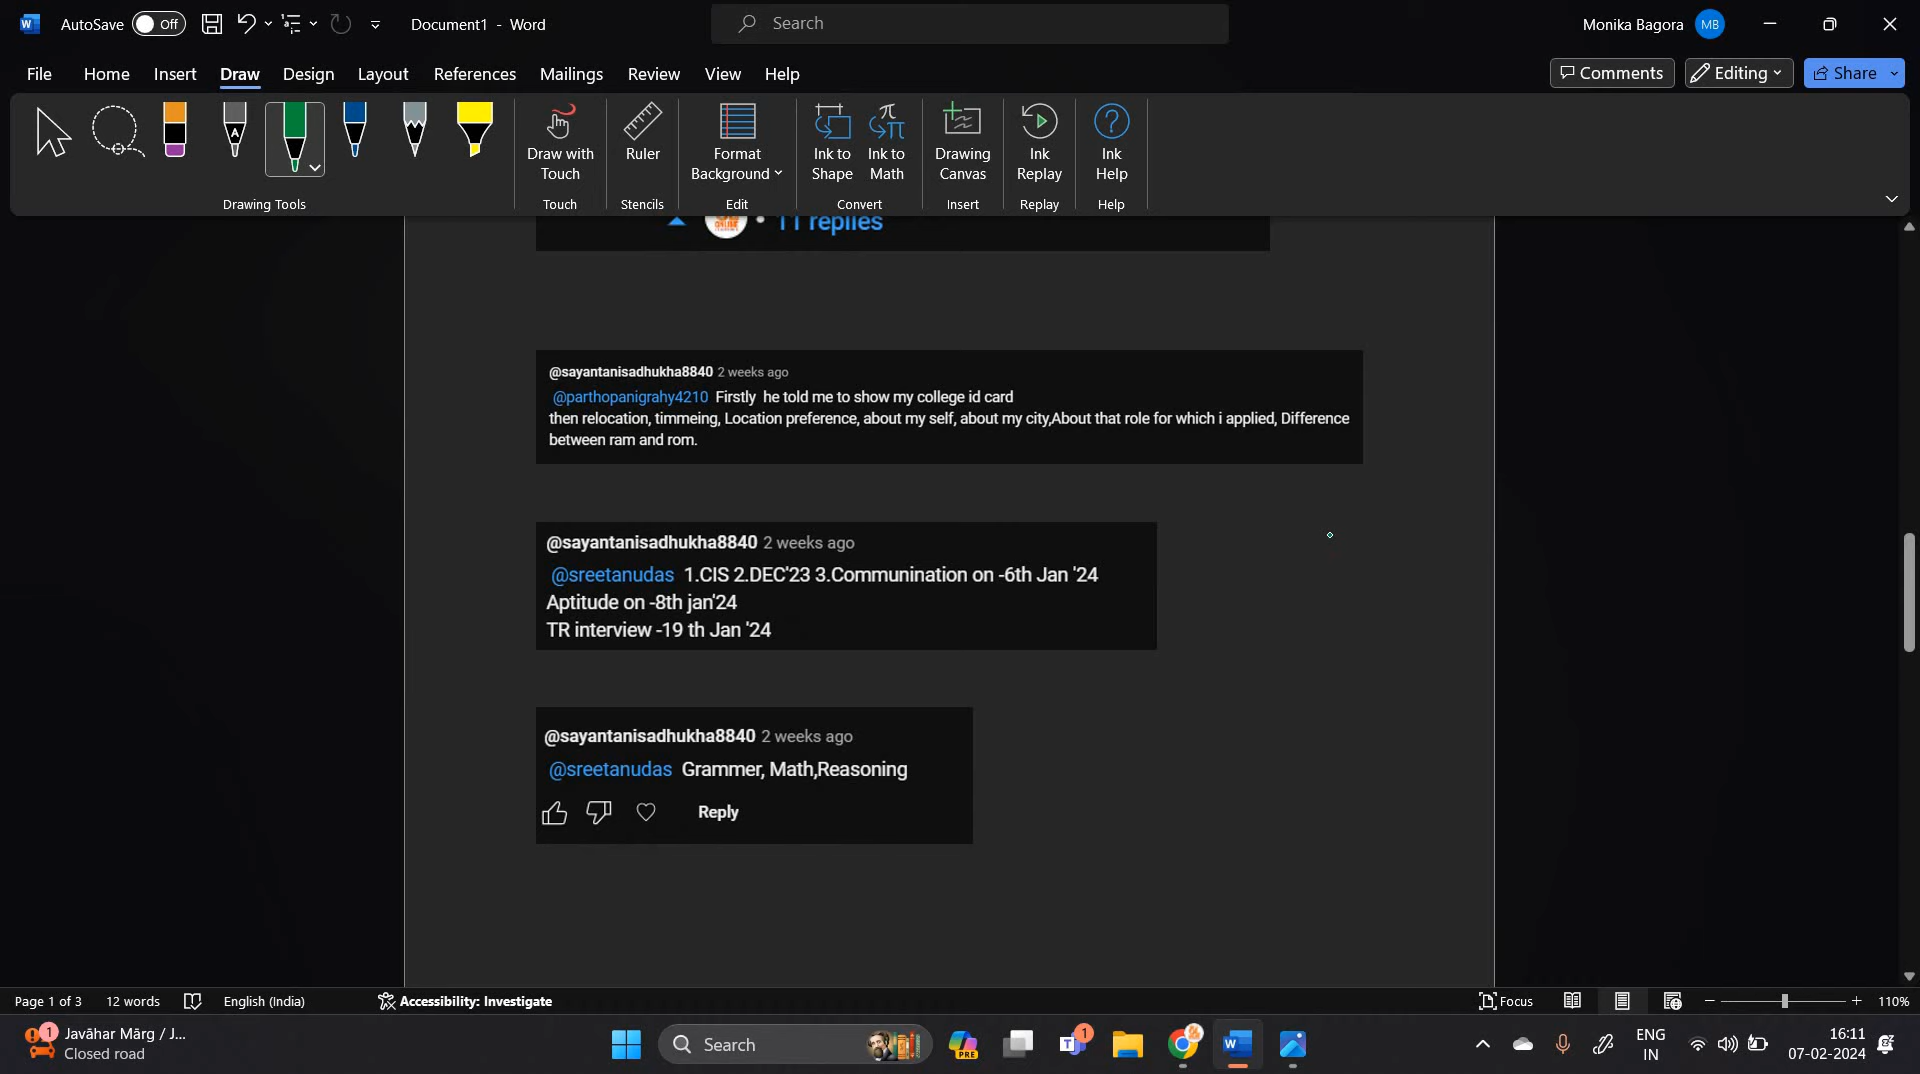 AutoSave Off Document1 - Word Search Monika Bagora MB
File Home Insert Draw Design Layout References Mailings Review View Help Comments Editing Share
Draw with Touch
Ruler
Format Background
Ink to Shape
Ink to Math
Drawing Canvas
Ink Replay
Ink Help
Drawing Tools Touch Stencils Edit Convert Insert Replay Help
11 replies
@sayantanisadhukha8840 2 weeks ago
@parthopanigrahy4210 Firstly he told me to show my college id card
then relocation, timmeing, Location preference, about my self, about my city,About that role for which i applied, Difference
between ram and rom.
@sayantanisadhukha8840 2 weeks ago
@sreetanudas 1.CIS 2.DEC'23 3.Communination on -6th Jan '24
Aptitude on -8th jan'24
TR interview -19 th Jan '24
@sayantanisadhukha8840 2 weeks ago
@sreetanudas Grammer, Math,Reasoning
Reply
Page 1 of 3 12 words English (India) Accessibility: Investigate Focus 110%
1 Javāhar Mārg / J...
Closed road
Search
PRE
1
ENG
IN
16:11
07-02-2024